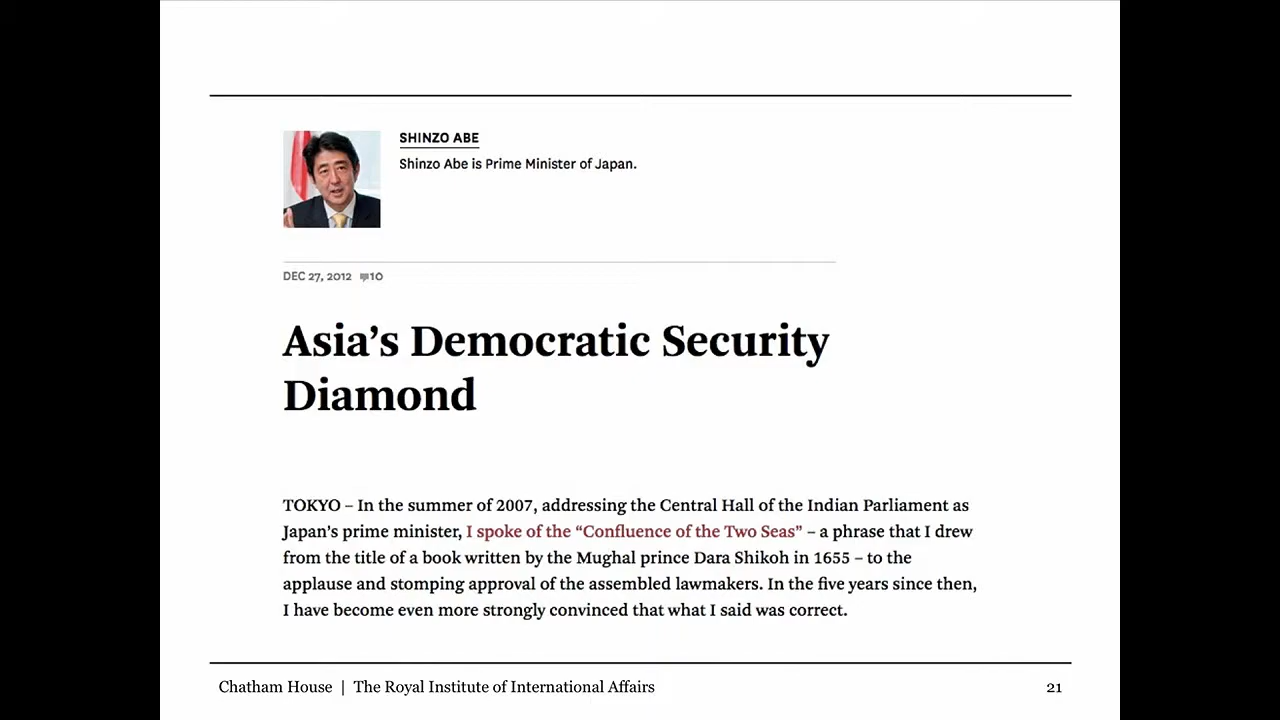 SHINZO ABE
Shinzo Abe is Prime Minister of Japan.
DEC 27, 2012 10
Asia’s Democratic Security
Diamond
TOKYO – In the summer of 2007, addressing the Central Hall of the Indian Parliament as
Japan’s prime minister, I spoke of the “Confluence of the Two Seas” – a phrase that I drew
from the title of a book written by the Mughal prince Dara Shikoh in 1655 – to the
applause and stomping approval of the assembled lawmakers. In the five years since then,
I have become even more strongly convinced that what I said was correct.
Chatham House | The Royal Institute of International Affairs
21